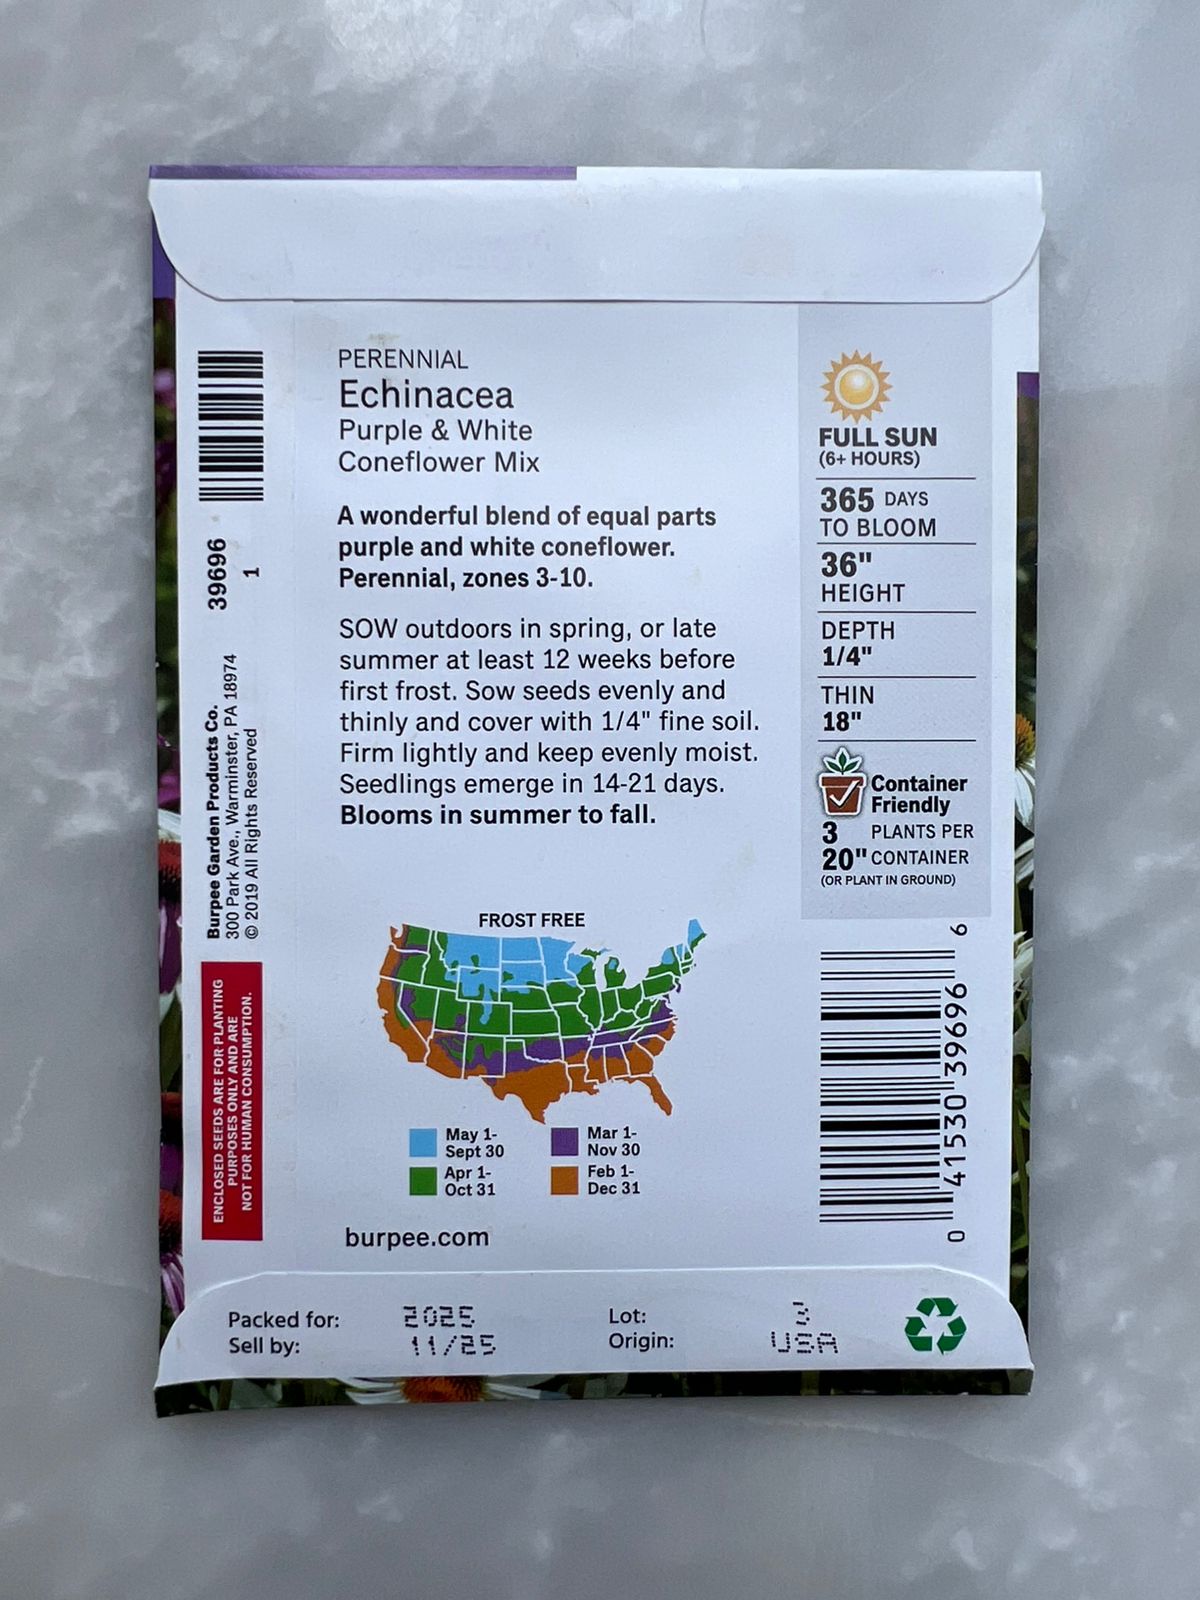 PERENNIAL
Echinacea
Purple & White
Coneflower Mix
A wonderful blend of equal parts
purple and white coneflower.
Perennial, zones 3-10.
SOW outdoors in spring, or late
summer at least 12 weeks before
first frost. Sow seeds evenly and
thinly and cover with 1/4" fine soil.
Firm lightly and keep evenly moist.
Seedlings emerge in 14-21 days.
Blooms in summer to fall.
FROST FREE
May 1-
Sept 30
Apr 1-
Oct 31
Mar 1-
Nov 30
Feb 1-
Dec 31
burpee.com
FULL SUN
(6+ HOURS)
365 DAYS
TO BLOOM
36"
HEIGHT
DEPTH
1/4"
THIN
18"
Container
Friendly
3 PLANTS PER
20" CONTAINER
(OR PLANT IN GROUND)
0 41530 39696 6
39696
1
Burpee Garden Products Co.
300 Park Ave., Warminster, PA 18974
© 2019 All Rights Reserved
ENCLOSED SEEDS ARE FOR PLANTING
PURPOSES ONLY AND ARE
NOT FOR HUMAN CONSUMPTION.
Packed for: 2025
Sell by: 11/25
Lot: 3
Origin: USA